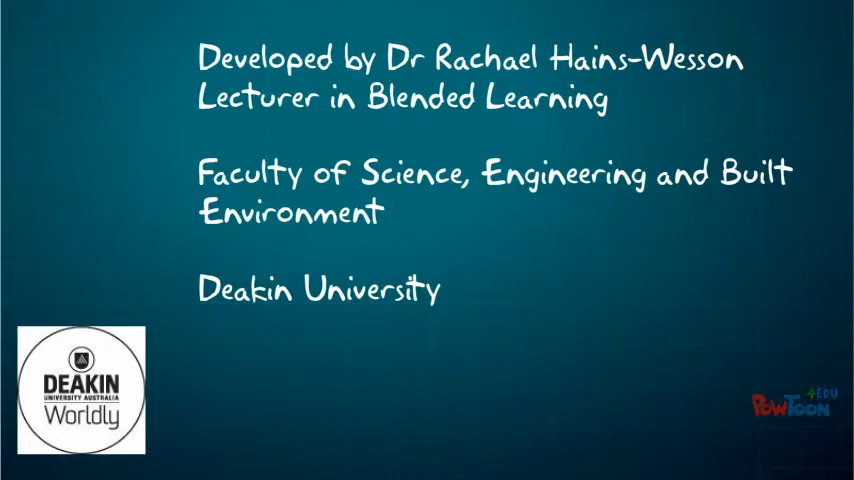 Developed by Dr Rachael Hains-Wesson
Lecturer in Blended Learning
Faculty of Science, Engineering and Built
Environment
Deakin University
DEAKIN
UNIVERSITY AUSTRALIA
Worldly
4EDU
POWTOON